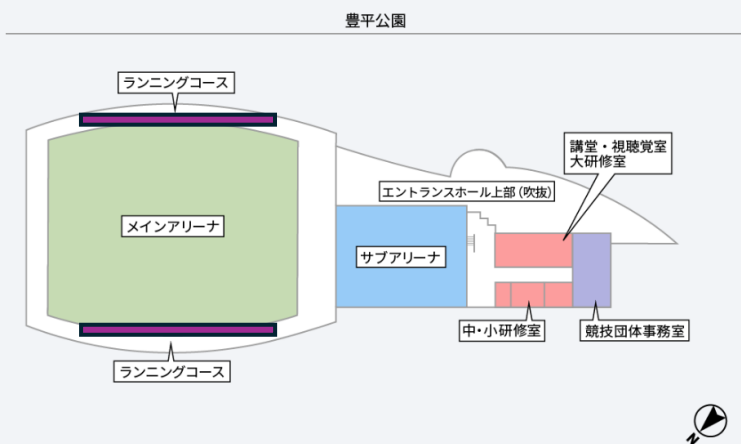 豊平公園
ランニングコース
講堂・視聴覚室
大研修室
エントランスホール上部(吹抜)
メインアリーナ
サブアリーナ
中・小研修室
競技団体事務室
ランニングコース
N